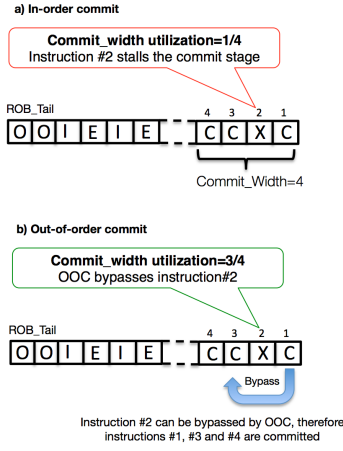 a) In-order commit
Commit_width utilization=1/4
Instruction #2 stalls the commit stage
ROB_Tail
4 3 2 1
O O I E I E C C X C
Commit_Width=4
b) Out-of-order commit
Commit_width utilization=3/4
OOC bypasses instruction#2
ROB_Tail
4 3 2 1
O O I E I E C C X C
Bypass
Instruction #2 can be bypassed by OOC, therefore
instructions #1, #3 and #4 are committed